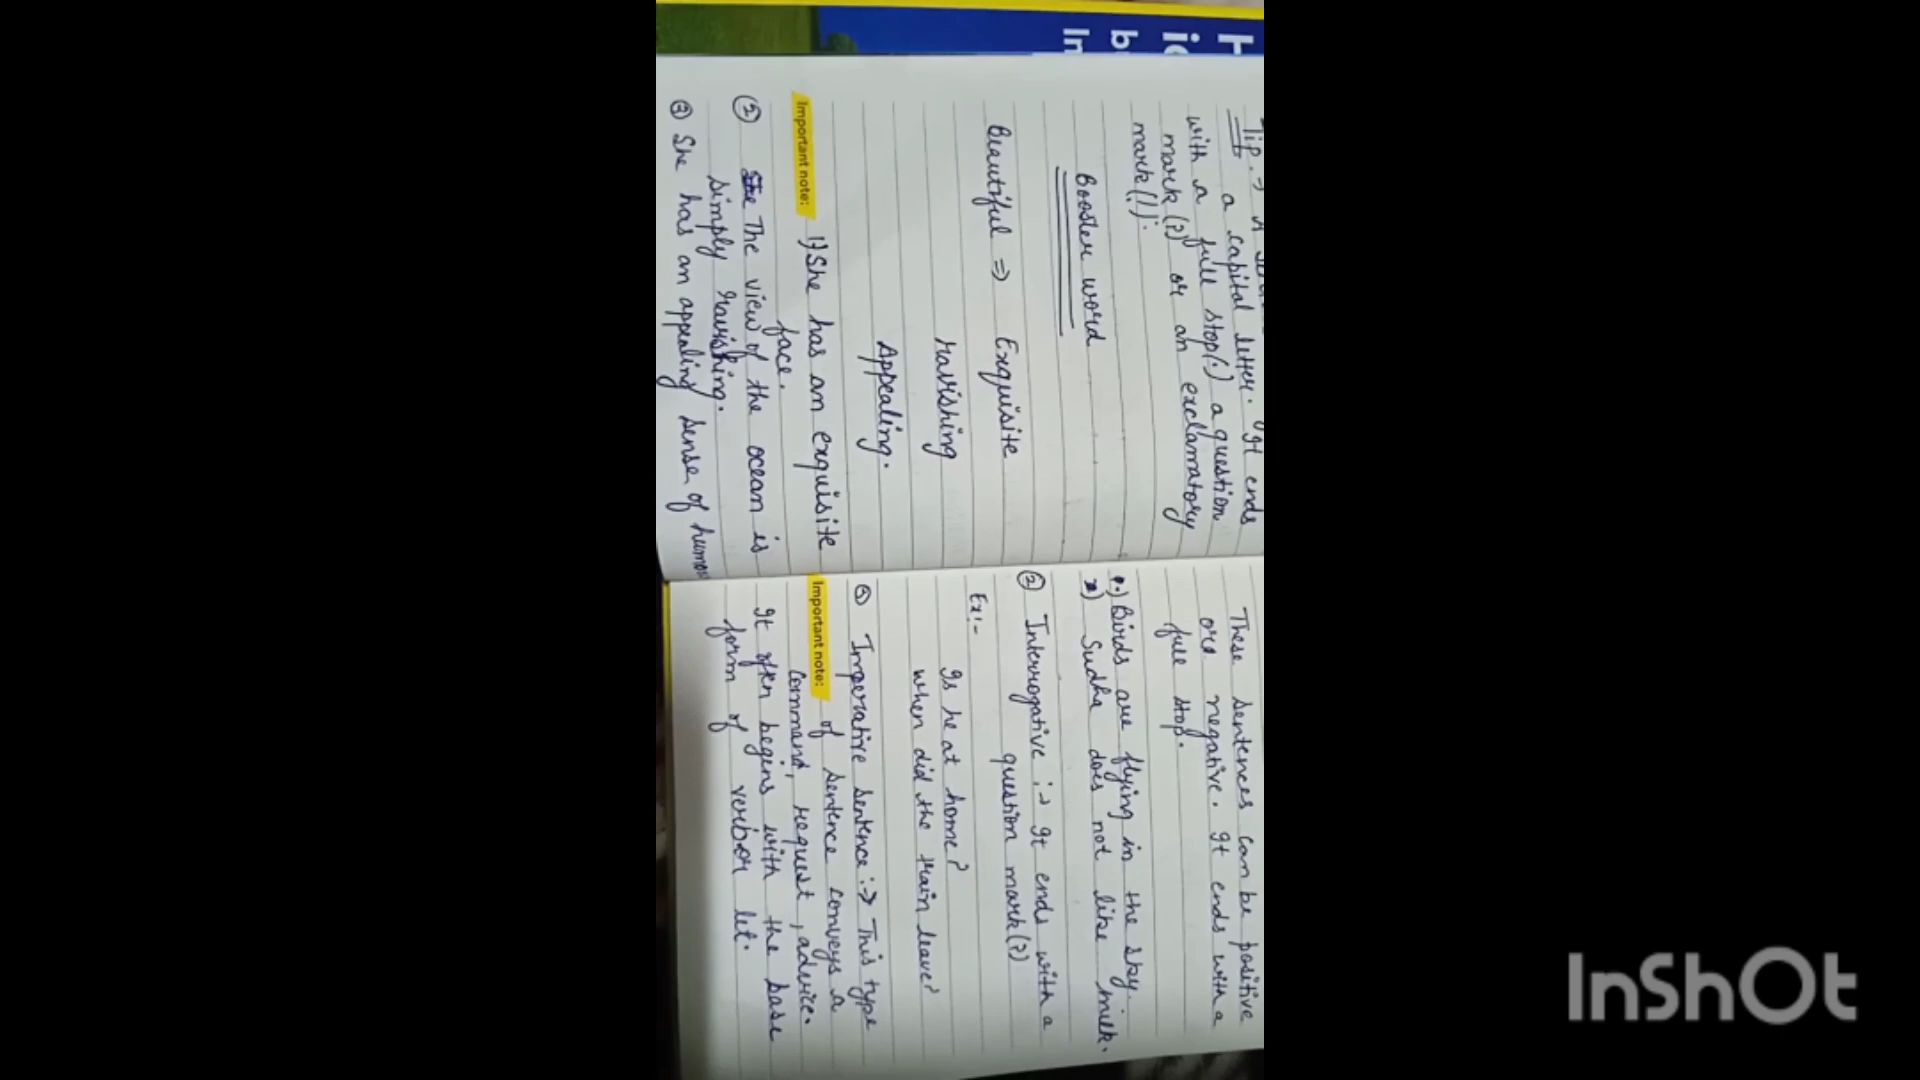 Tip →
a capital letter. It ends
with a full stop(.) a question
mark (?) or an exclamatory
mark (!).
Booster word
Beautiful ⇒ Exquisite
ravishing
Appealing.
Important note:
1) She has an exquisite
face.
② The view of the ocean is
simply ravishing.
② She has an appealing sense of humo
These sentences can be positive
ore negative. It ends with a
full stop.
Birds are flying in the sky.
Sudha does not like milk.
② Interrogative :→ It ends with a
question mark (?)
Ex:-
Is he at home?
When did the train leave?
Imperative sentence :→ This type
of sentence conveys a
Important note:
command, request, advice.
It often begins with the base
form of verb or let.
InShOt